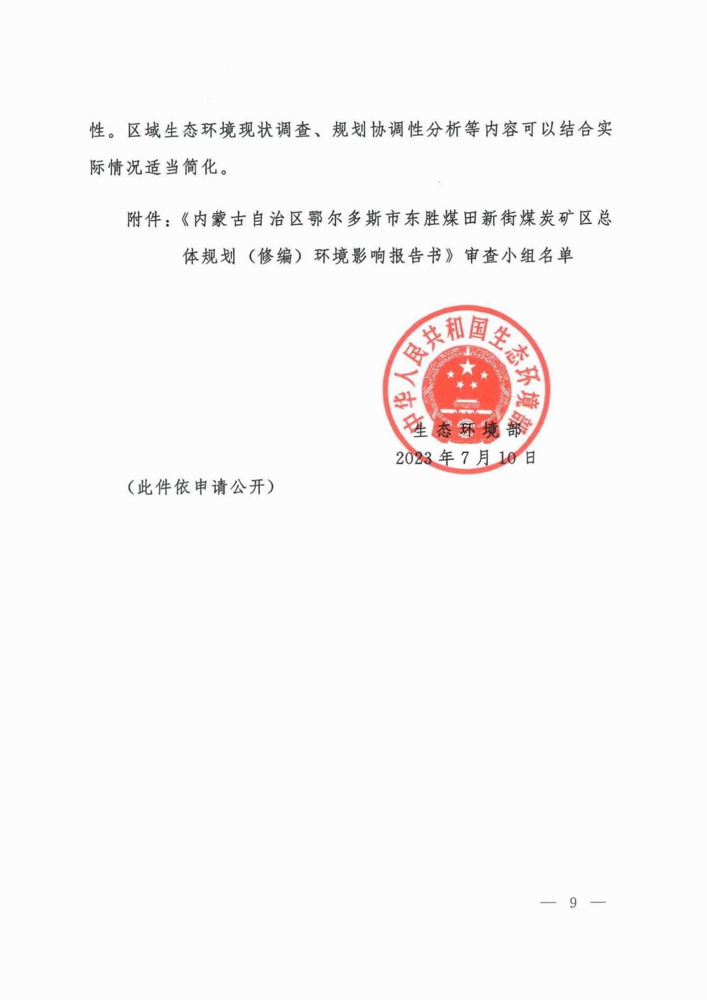 性。区域生态环境现状调查、规划协调性分析等内容可以结合实
际情况适当简化。
附件：《内蒙古自治区鄂尔多斯市东胜煤田新街煤炭矿区总
体规划（修编）环境影响报告书》审查小组名单
中华人民共和国生态环境部
生态环境部
2023年7月10日
（此件依申请公开）
— 9 —